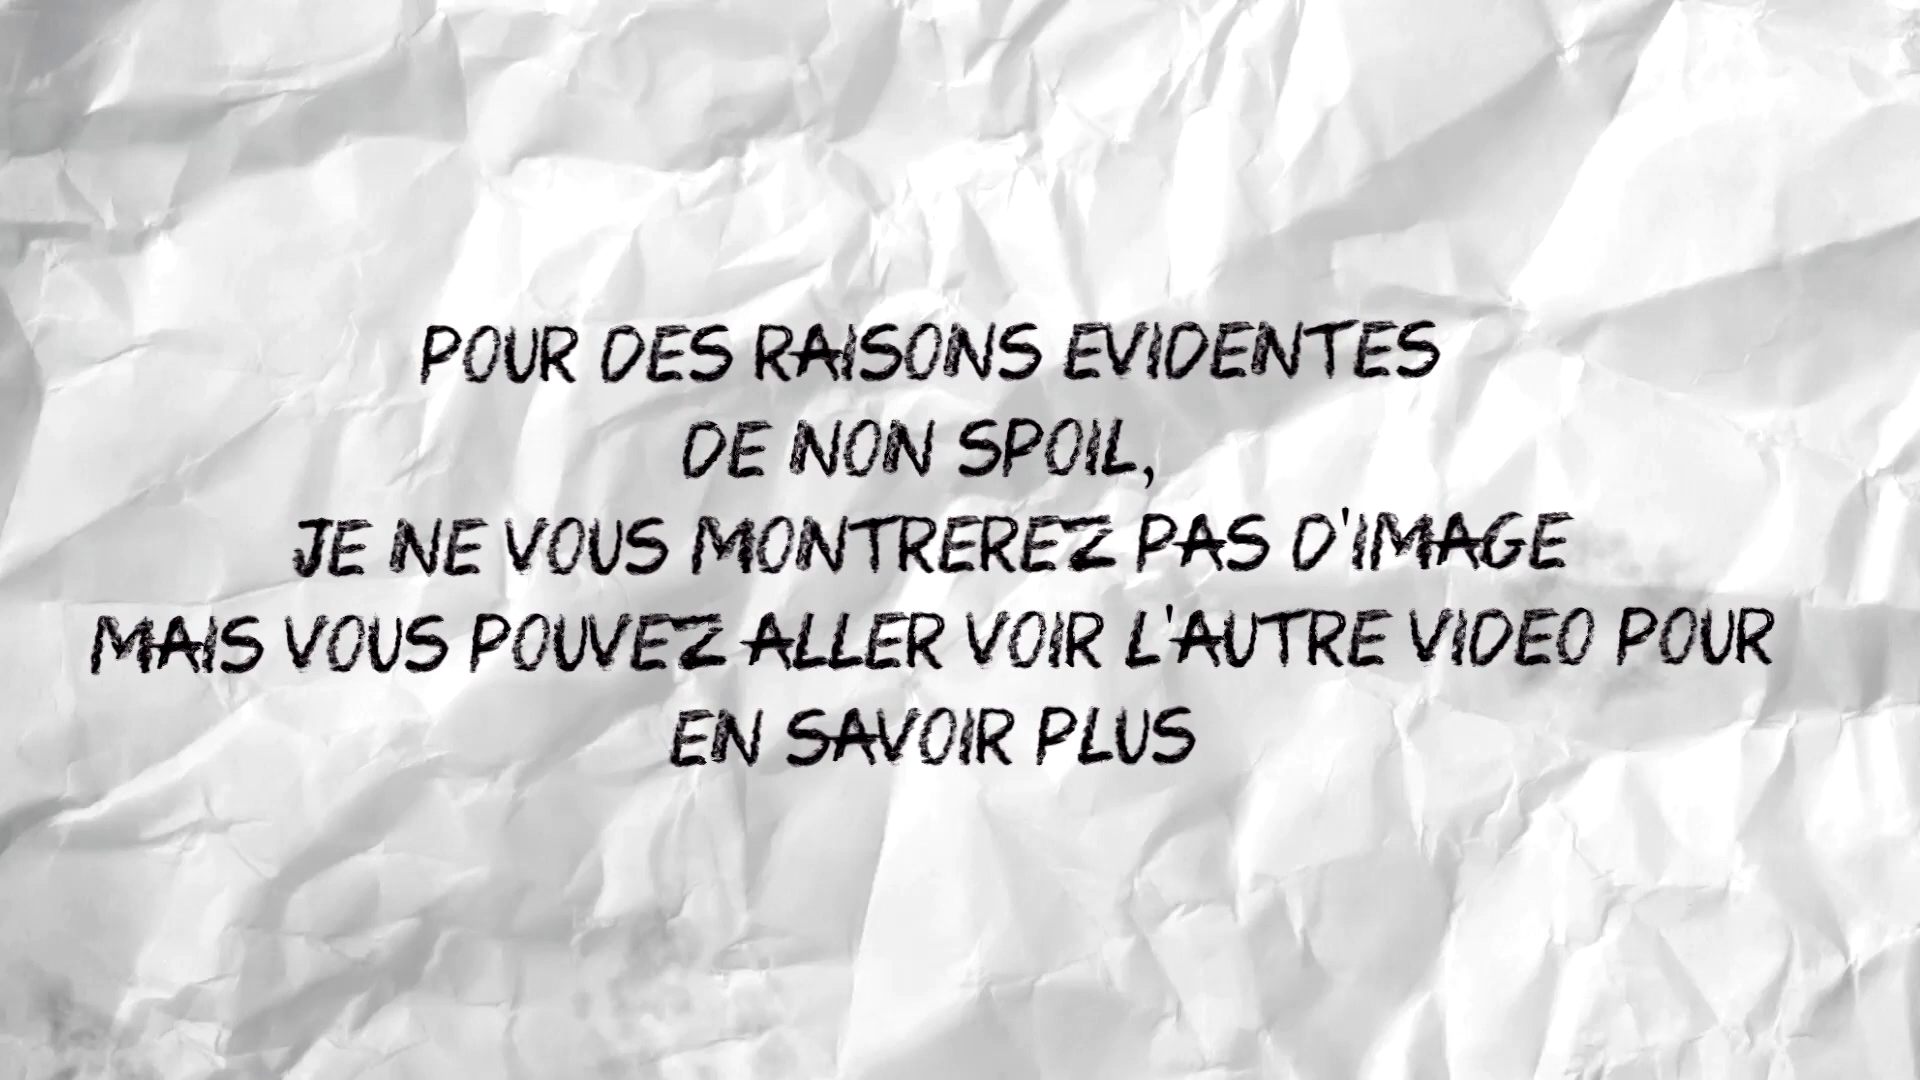 POUR DES RAISONS EVIDENTES
DE NON SPOIL,
JE NE VOUS MONTREREZ PAS D'IMAGE
MAIS VOUS POUVEZ ALLER VOIR L'AUTRE VIDEO POUR
EN SAVOIR PLUS